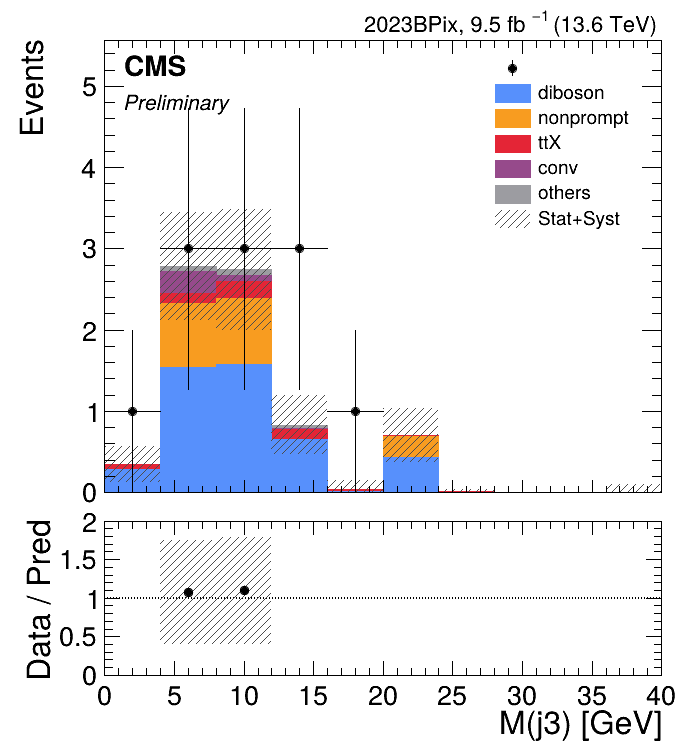 2023BPix, 9.5 fb⁻¹ (13.6 TeV)
CMS
Preliminary
diboson
nonprompt
ttX
conv
others
Stat+Syst
Events
5
4
3
2
1
0
Data / Pred
2
1.5
1
0.5
0
0 5 10 15 20 25 30 35 40
M(j3) [GeV]